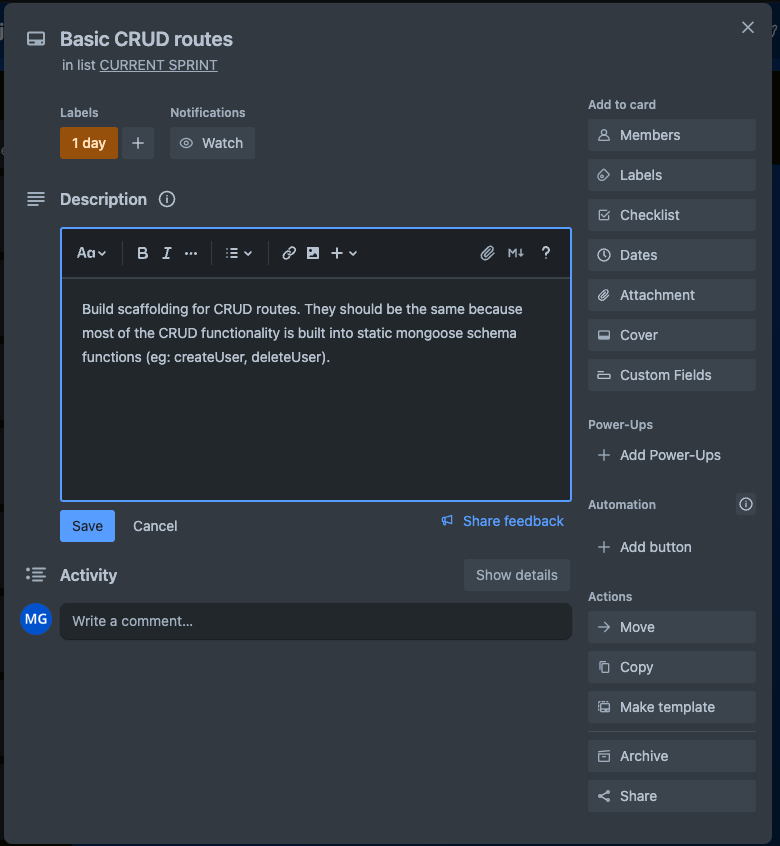 Basic CRUD routes
in list CURRENT SPRINT
Labels
Notifications
1 day
+
Watch
Description
Aa
B
I
M↓
?
Build scaffolding for CRUD routes. They should be the same because
most of the CRUD functionality is built into static mongoose schema
functions (eg: createUser, deleteUser).
Save
Cancel
Share feedback
Activity
Show details
MG
Write a comment...
Add to card
Members
Labels
Checklist
Dates
Attachment
Cover
Custom Fields
Power-Ups
+ Add Power-Ups
Automation
+ Add button
Actions
Move
Copy
Make template
Archive
Share